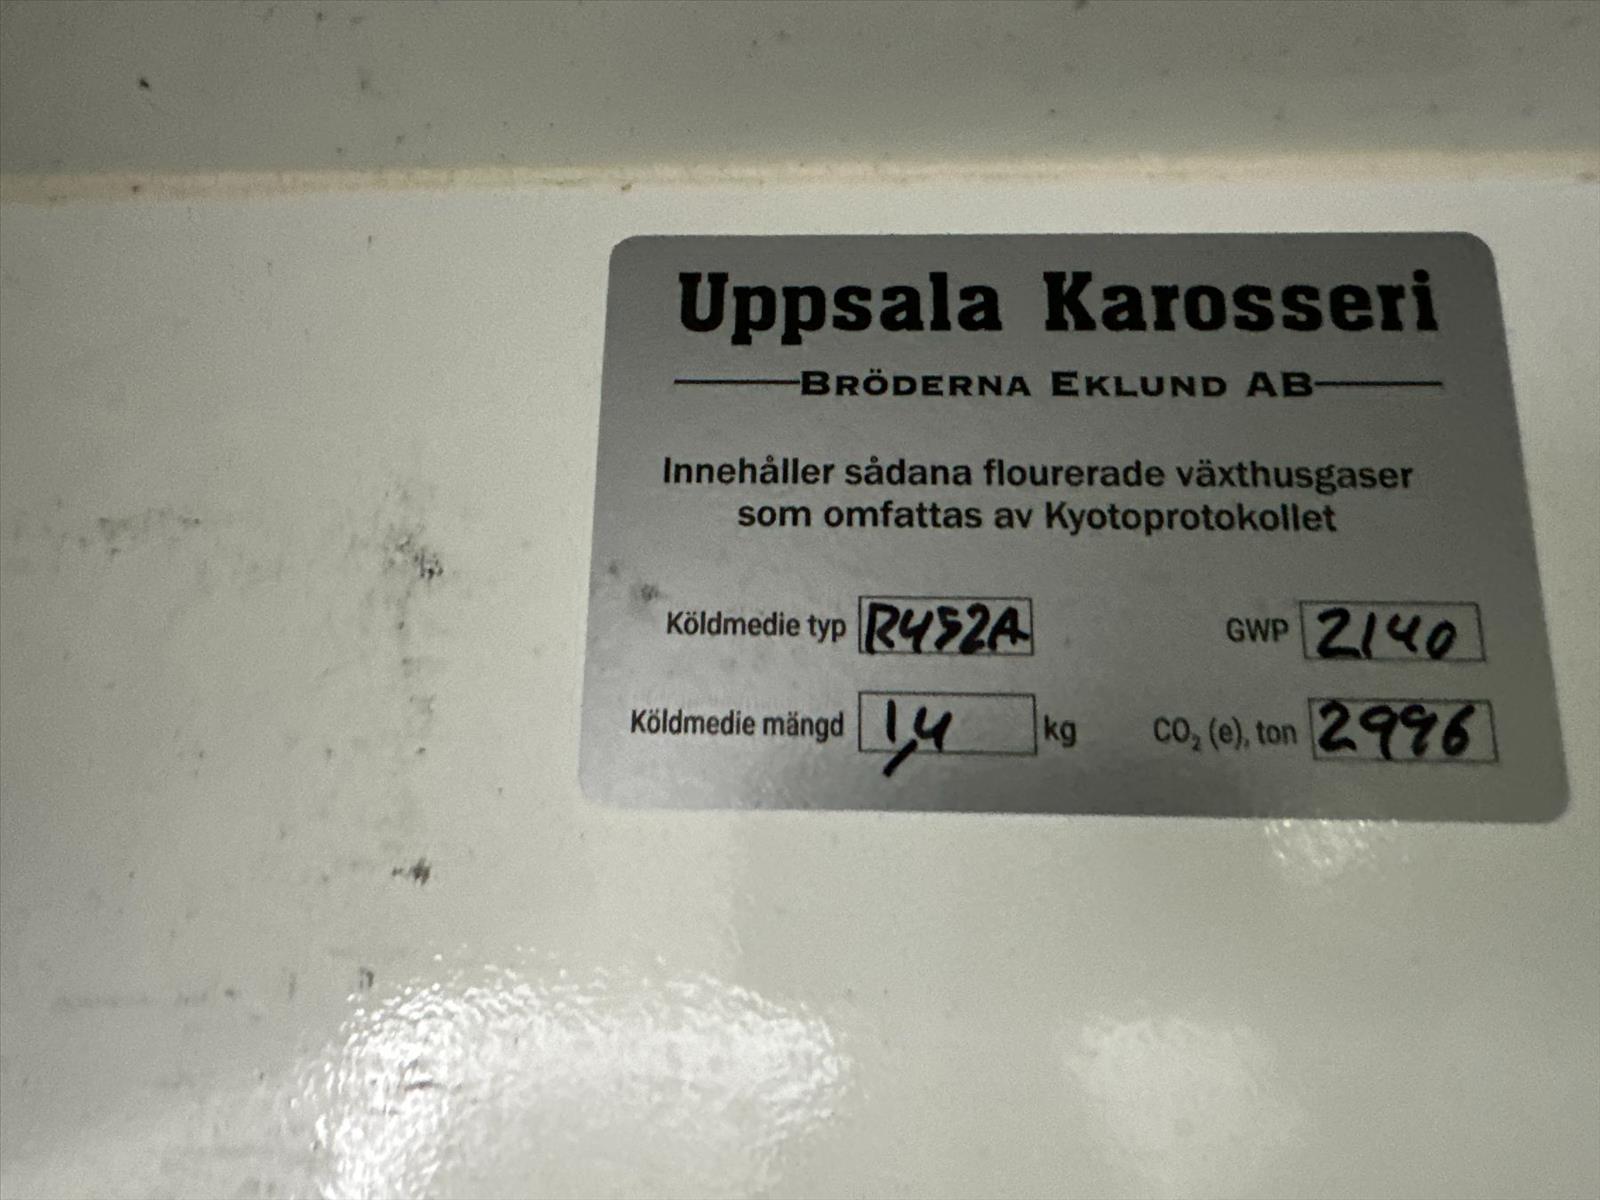 Uppsala Karosseri
BRÖDERNA EKLUND AB
Innehåller sådana flourerade växthusgaser
som omfattas av Kyotoprotokollet
Köldmedie typ R452A GWP 2140
Köldmedie mängd 1,4 kg CO₂ (e), ton 2996